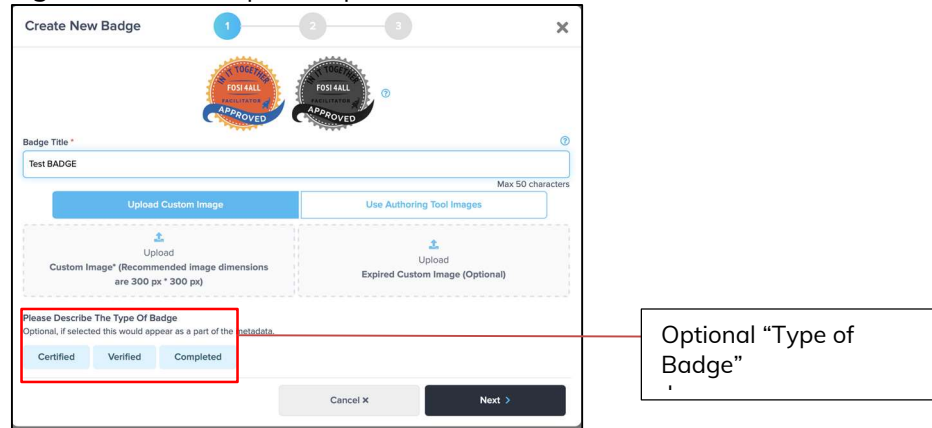 Create New Badge
1
2
3
IN IT TOGETHER
FOSI 4ALL
FACILITATOR
APPROVED
IN IT TOGETHER
FOSI 4ALL
FACILITATOR
APPROVED
Badge Title *
Test BADGE
Max 50 characters
Upload Custom Image
Use Authoring Tool Images
Upload
Custom Image* (Recommended image dimensions
are 300 px * 300 px)
Upload
Expired Custom Image (Optional)
Please Describe The Type Of Badge
Optional, if selected this would appear as a part of the metadata.
Certified
Verified
Completed
Cancel ×
Next >
Optional “Type of
Badge”